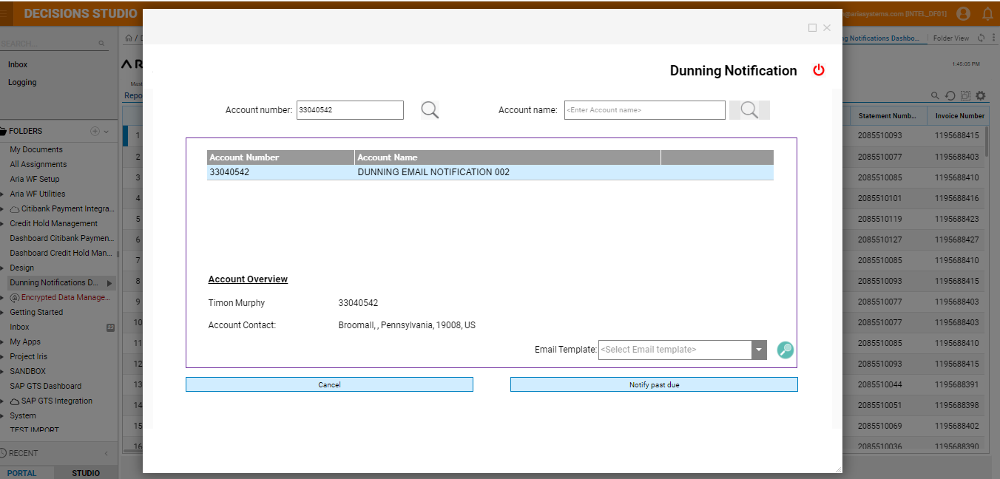 DECISIONS STUDIO
@ariasystems.com [INTEL_DF01]
SEARCH...
Inbox
Logging
FOLDERS
My Documents
All Assignments
Aria WF Setup
Aria WF Utilities
Citibank Payment Integra...
Credit Hold Management
Dashboard Citibank Paymen...
Dashboard Credit Hold Man...
Design
Dunning Notifications D...
Encrypted Data Manage...
Getting Started
Inbox 23
My Apps
Project Iris
SANDBOX
SAP GTS Dashboard
SAP GTS Integration
System
TEST IMPORT
RECENT
PORTAL STUDIO
/ D
AR
Mast
Repo
1
2
3
4
5
6
7
8
9
10
11
12
13
14
15
16
Dunning Notification
Account number: 33040542 Account name: <Enter Account name>
Account Number Account Name
33040542 DUNNING EMAIL NOTIFICATION 002
Account Overview
Timon Murphy 33040542
Account Contact: Broomall, , Pennsylvania, 19008, US
Email Template: <Select Email template>
Cancel Notify past due
ng Notifications Dashbo... Folder View
1:45:05 PM
Statement Numb... Invoice Number
2085510093 1195688415
2085510077 1195688403
2085510085 1195688410
2085510101 1195688416
2085510119 1195688423
2085510127 1195688427
2085510085 1195688410
2085510093 1195688415
2085510077 1195688403
2085510077 1195688403
2085510085 1195688410
2085510093 1195688415
2085510044 1195688391
2085510051 1195688398
2085510069 1195688402
2085510036 1195688390